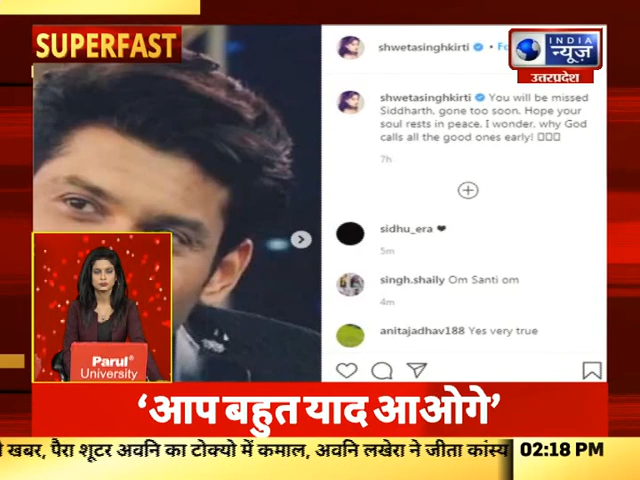 SUPERFAST
shwetasinghkirti
INDIA
न्यूज़
उत्तरप्रदेश
shwetasinghkirti You will be missed
Siddharth, gone too soon. Hope your
soul rests in peace. I wonder, why God
calls all the good ones early!
7h
sidhu_era ❤
5m
singh.shaily Om Santi om
4m
anitajadhav188 Yes very true
Parul®
University
‘आप बहुत याद आओगे’
खबर, पैरा शूटर अवनि का टोक्यो में कमाल, अवनि लखेरा ने जीता कांस्य
02:18 PM